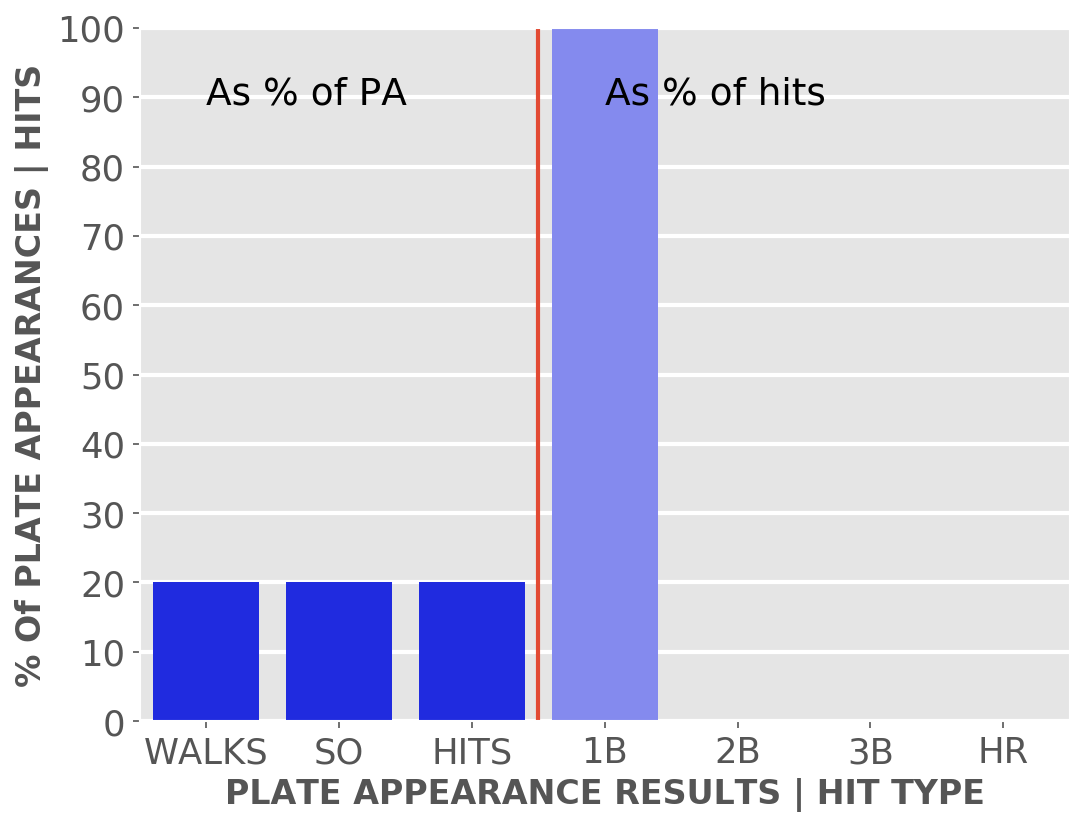 % Of PLATE APPEARANCES | HITS
100
90
80
70
60
50
40
30
20
10
0
As % of PA
As % of hits
WALKS SO HITS 1B 2B 3B HR
PLATE APPEARANCE RESULTS | HIT TYPE